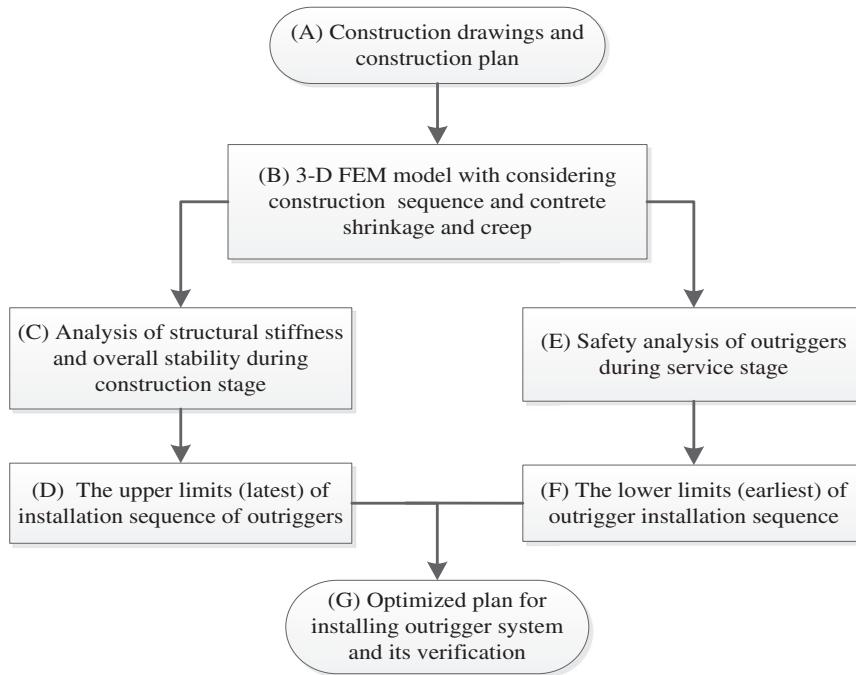 (A) Construction drawings and
construction plan
(B) 3-D FEM model with considering
construction sequence and contrete
shrinkage and creep
(C) Analysis of structural stiffness
and overall stability during
construction stage
(E) Safety analysis of outriggers
during service stage
(D) The upper limits (latest) of
installation sequence of outriggers
(F) The lower limits (earliest) of
outrigger installation sequence
(G) Optimized plan for
installing outrigger system
and its verification